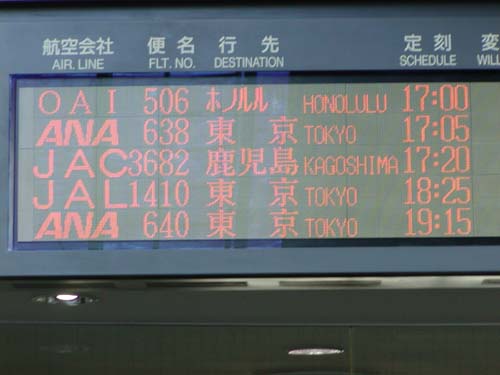 航空会社 便名 行先 定刻 変
AIR. LINE FLT. NO. DESTINATION SCHEDULE WILL
OAI 506 ホノルル HONOLULU 17:00
ANA 638 東京 TOKYO 17:05
JAC 3682 鹿児島 KAGOSHIMA 17:20
JAL 1410 東京 TOKYO 18:25
ANA 640 東京 TOKYO 19:15